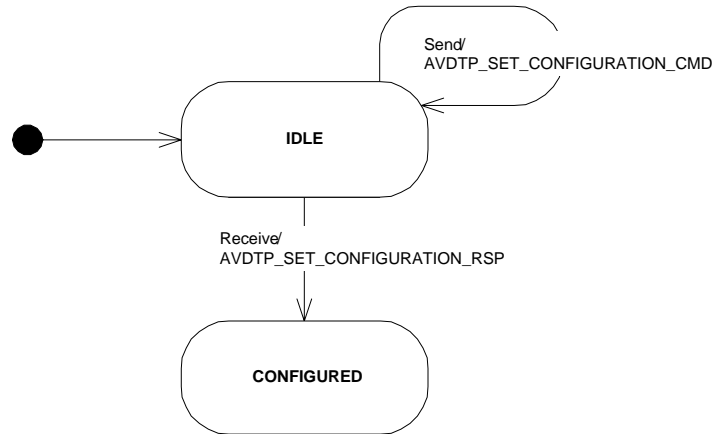 Send/
AVDTP_SET_CONFIGURATION_CMD
IDLE
Receive/
AVDTP_SET_CONFIGURATION_RSP
CONFIGURED